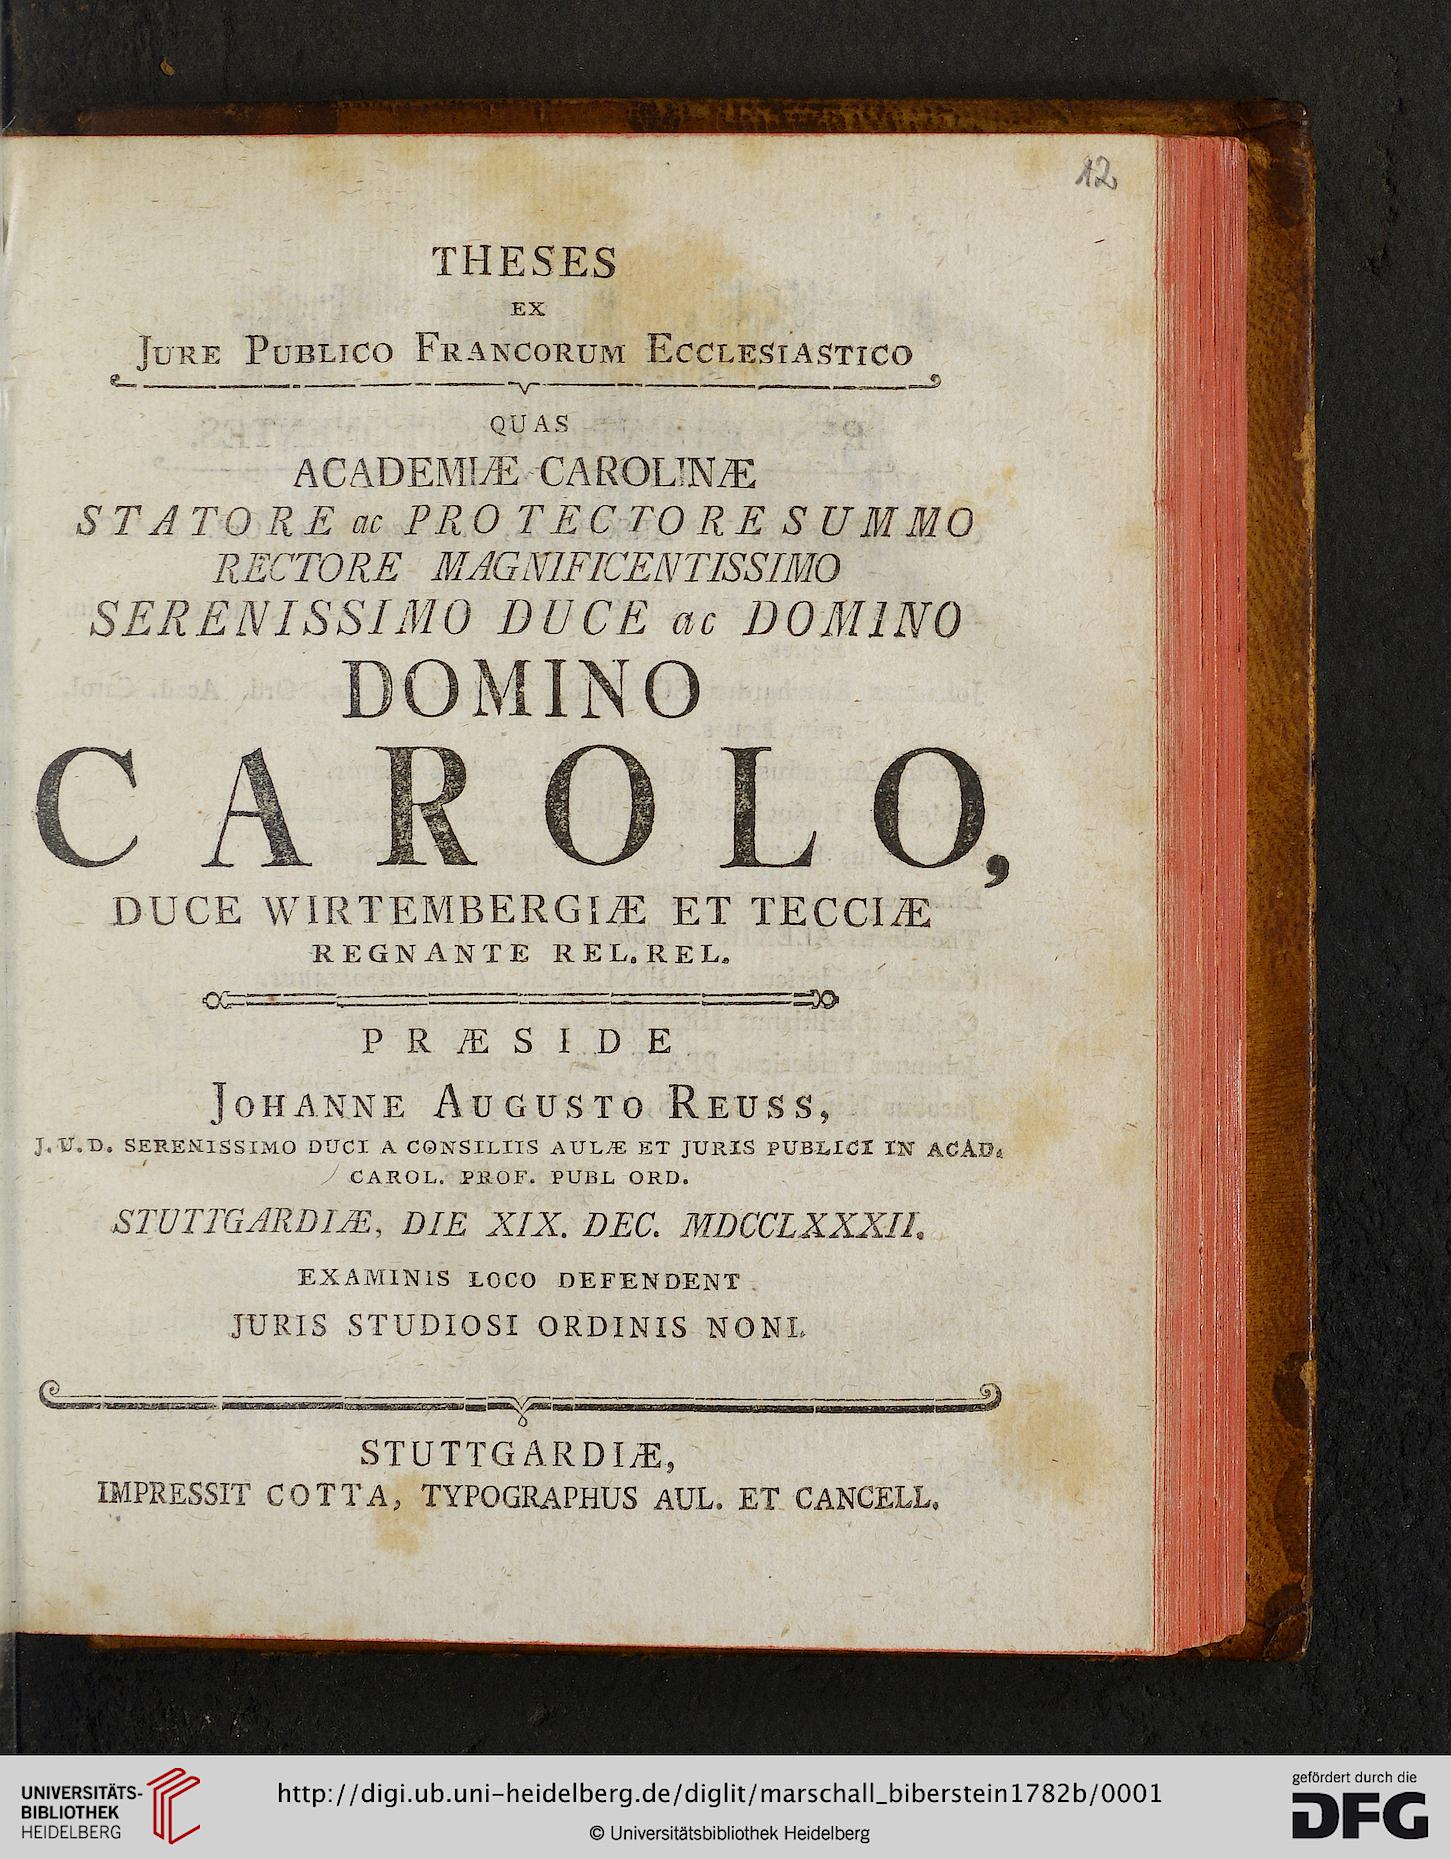 12
THESES
EX
JURE PUBLICO FRANCORUM ECCLESIASTICO
QUAS
ACADEMIÆ CAROLINÆ
STATORE ac PROTECTORE SUMMO
RECTORE MAGNIFICENTISSIMO
SERENISSIMO DUCE ac DOMINO
DOMINO
CAROLO,
DUCE WIRTEMBERGIÆ ET TECCIÆ
REGNANTE REL. REL.
PRÆSIDE
JOHANNE AUGUSTO REUSS,
J. U. D. SERENISSIMO DUCI A CONSILIIS AULÆ ET JURIS PUBLICI IN ACAD.
CAROL. PROF. PUBL ORD.
STUTTGARDIÆ, DIE XIX. DEC. MDCCLXXXII.
EXAMINIS LOCO DEFENDENT
JURIS STUDIOSI ORDINIS NONI.
STUTTGARDIÆ,
IMPRESSIT COTTA, TYPOGRAPHUS AUL. ET CANCELL.
UNIVERSITÄTS-
BIBLIOTHEK
HEIDELBERG
http://digi.ub.uni-heidelberg.de/diglit/marschall_biberstein1782b/0001
© Universitätsbibliothek Heidelberg
gefördert durch die
DFG